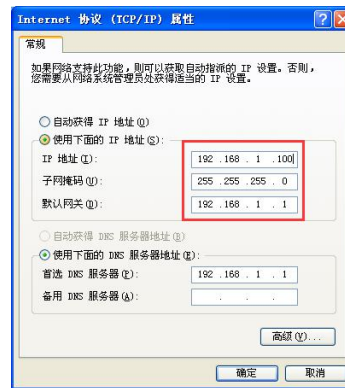 Internet 协议 (TCP/IP) 属性
常规
如果网络支持此功能，则可以获取自动指派的 IP 设置。否则，
您需要从网络系统管理员处获得适当的 IP 设置。
自动获得 IP 地址(O)
使用下面的 IP 地址(S):
IP 地址(I): 192 .168 . 1 .100
子网掩码(U): 255 .255 .255 . 0
默认网关(D): 192 .168 . 1 . 1
自动获得 DNS 服务器地址(B)
使用下面的 DNS 服务器地址(E):
首选 DNS 服务器(P): 192 .168 . 1 . 1
备用 DNS 服务器(A): . . .
高级(V)...
确定 取消